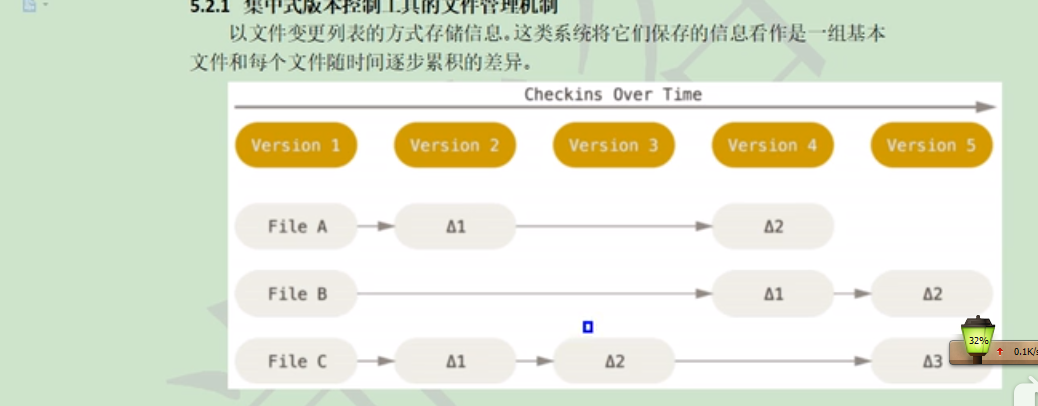 5.2.1 集中式版本控制工具的文件管理机制
以文件变更列表的方式存储信息。这类系统将它们保存的信息看作是一组基本
文件和每个文件随时间逐步累积的差异。
Checkins Over Time
Version 1 Version 2 Version 3 Version 4 Version 5
File A Δ1 Δ2
File B Δ1 Δ2
32%
0.1K/s
File C Δ1 Δ2 Δ3